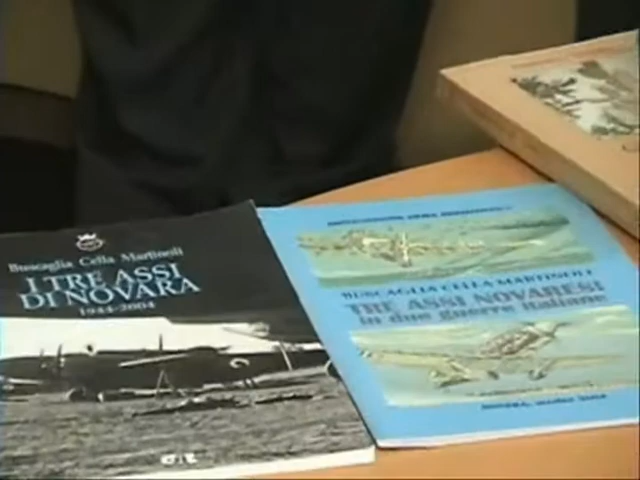 Buscaglia Cella Martinoli
I TRE ASSI
DI NOVARA
1944-2004
BUSCAGLIA CELLA MARTINOLI
TRE ASSI NOVARESI
in due guerre italiane